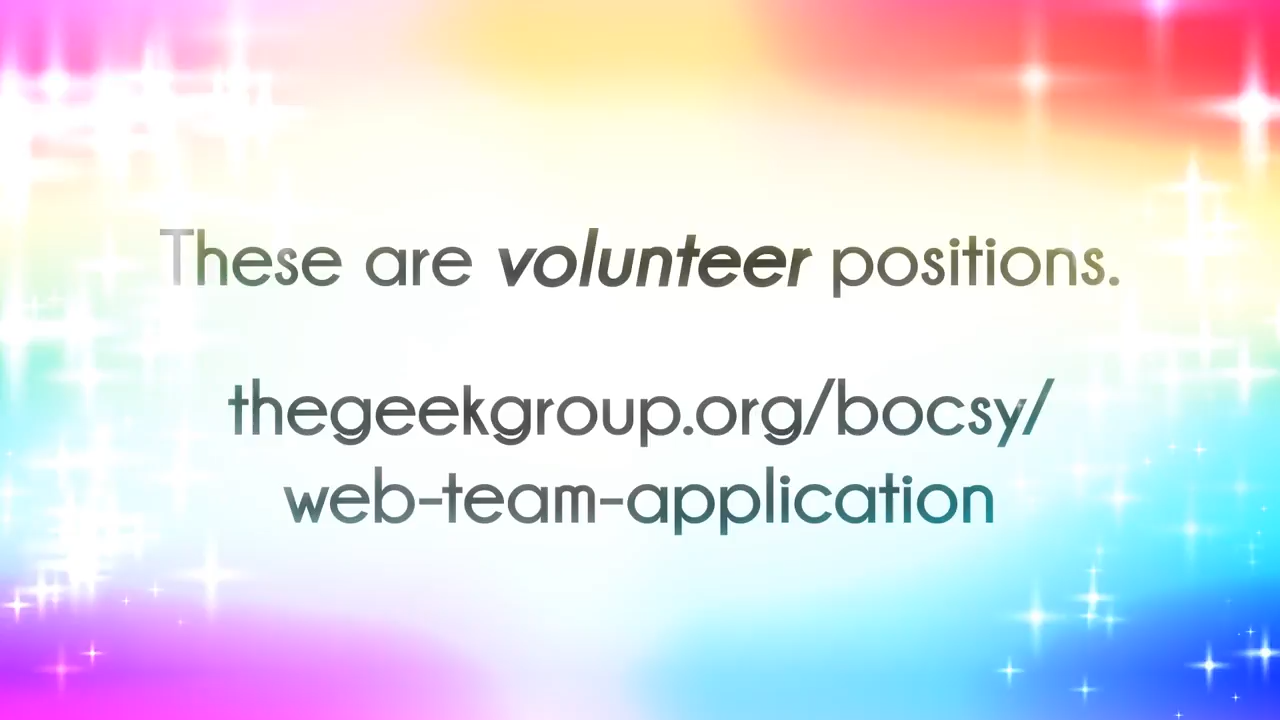 These are volunteer positions.
thegeekgroup.org/bocsy/
web-team-application